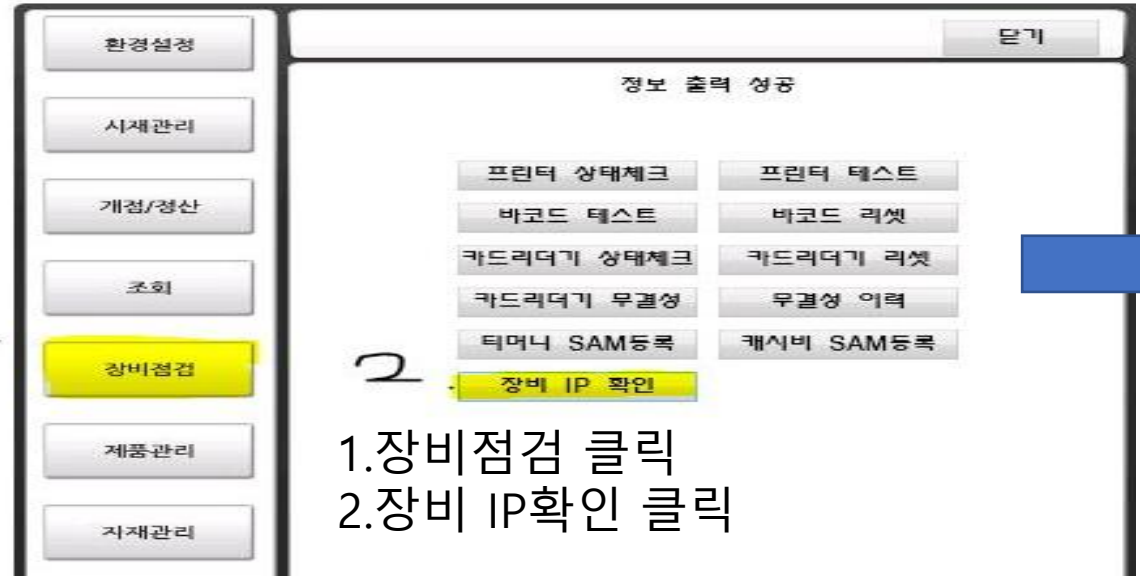 환경설정
시재관리
개점/정산
조회
장비점검
제품관리
자재관리
닫기
정보 출력 성공
프린터 상태체크 프린터 테스트
바코드 테스트 바코드 리셋
카드리더기 상태체크 카드리더기 리셋
카드리더기 무결성 무결성 이력
티머니 SAM등록 캐시비 SAM등록
2. 장비 IP 확인
1.장비점검 클릭
2.장비 IP확인 클릭